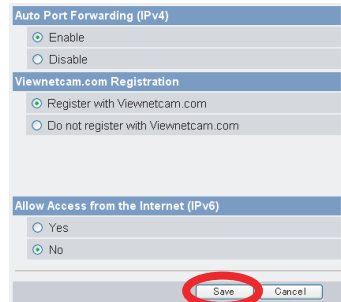 Auto Port Forwarding (IPv4)
Enable
Disable
Viewnetcam.com Registration
Register with Viewnetcam.com
Do not register with Viewnetcam.com
Allow Access from the Internet (IPv6)
Yes
No
Save Cancel